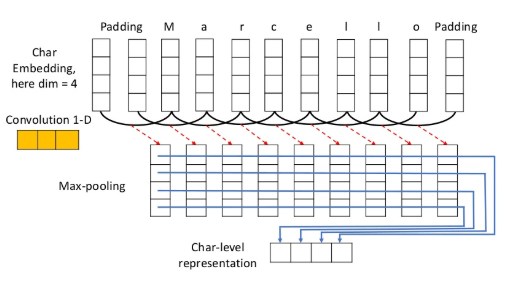 Padding M a r c e l l o Padding
Char
Embedding,
here dim = 4
Convolution 1-D
Max-pooling
Char-level
representation